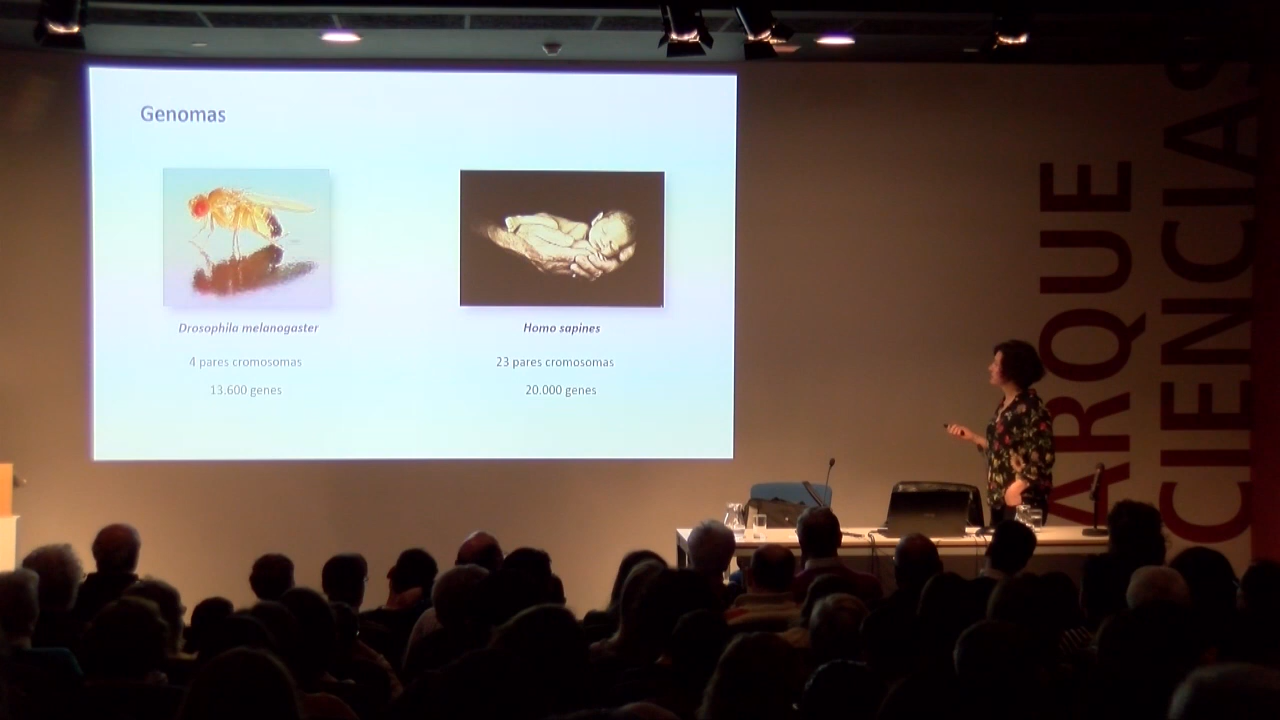 Genomas
Drosophila melanogaster
4 pares cromosomas
13.600 genes
Homo sapines
23 pares cromosomas
20.000 genes
ARQUE
CIENCIAS